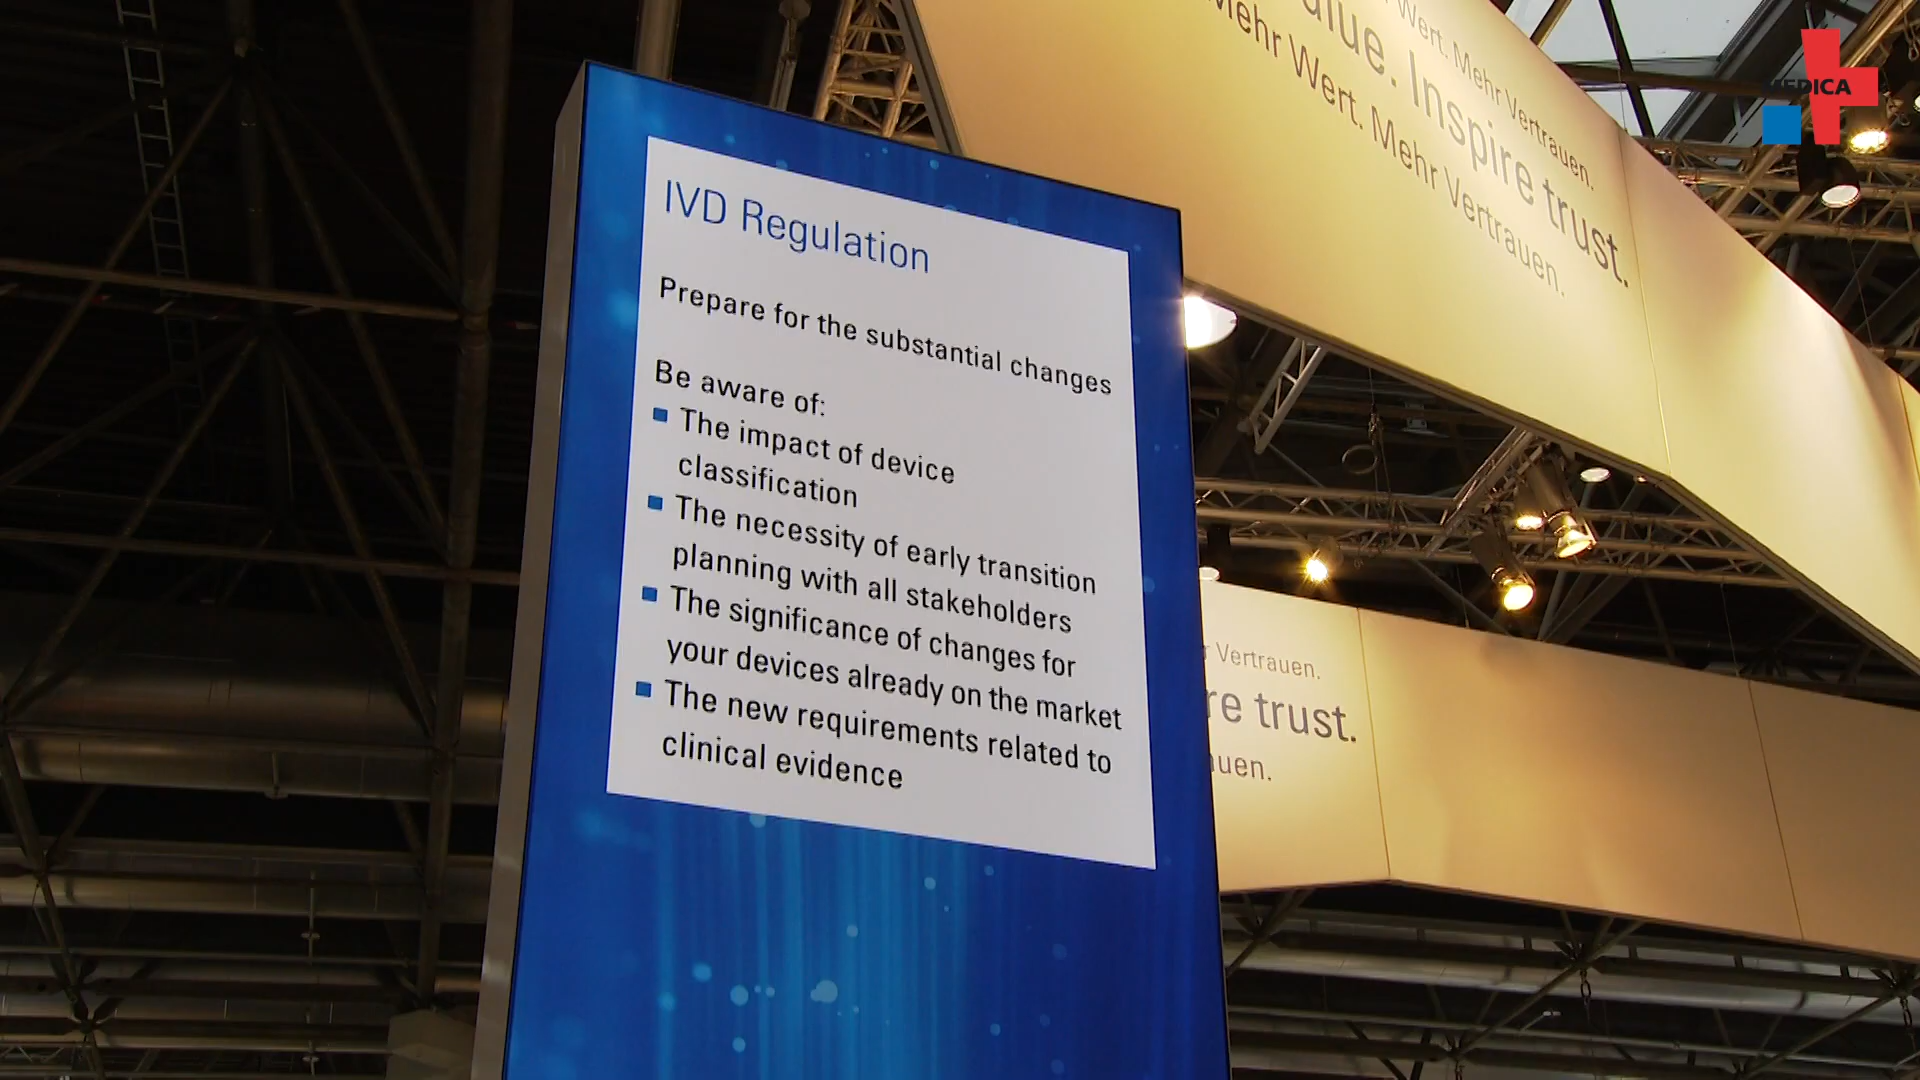 IVD Regulation
Prepare for the substantial changes
Be aware of:
The impact of device
classification
The necessity of early transition
planning with all stakeholders
The significance of changes for
your devices already on the market
The new requirements related to
clinical evidence
Wert. Mehr Vertrauen.
Inspire trust.
Mehr Wert. Mehr Vertrauen.
Vertrauen.
trust.
MEDICA